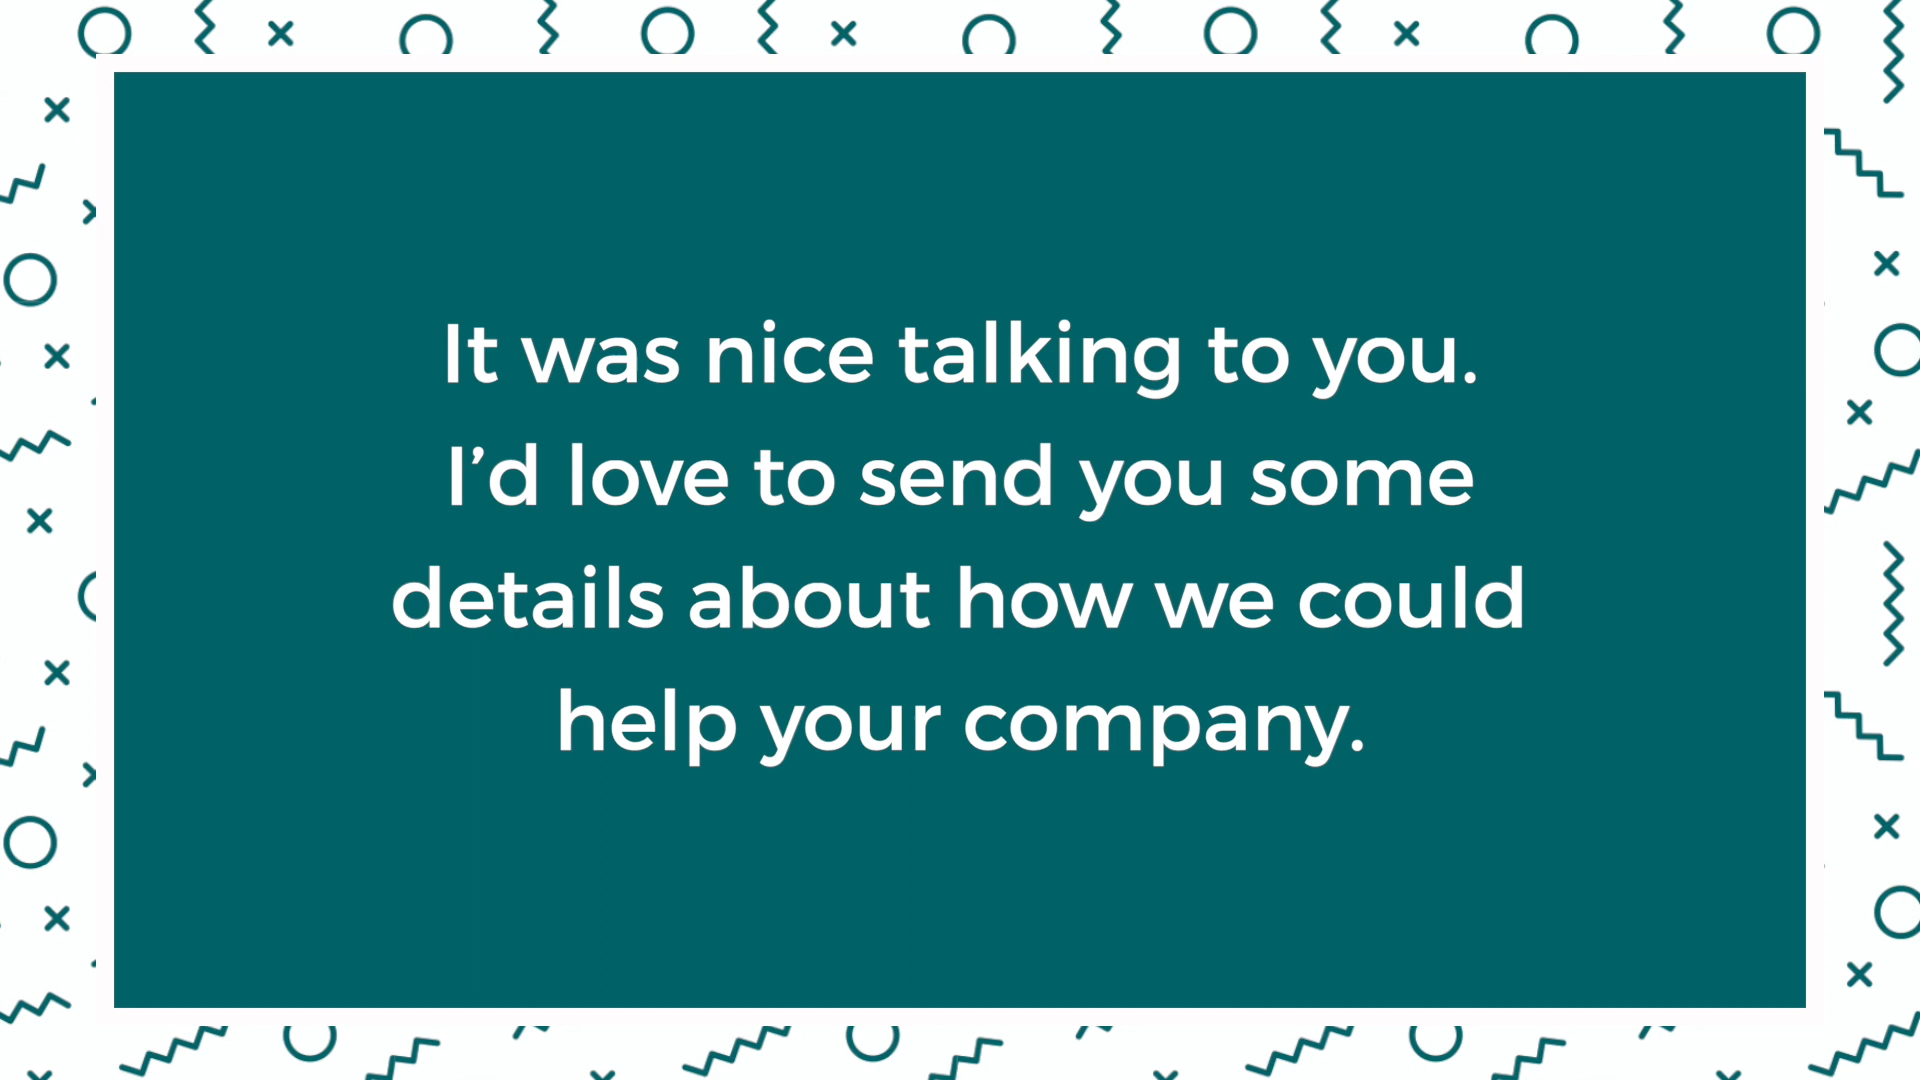 It was nice talking to you.
I’d love to send you some
details about how we could
help your company.